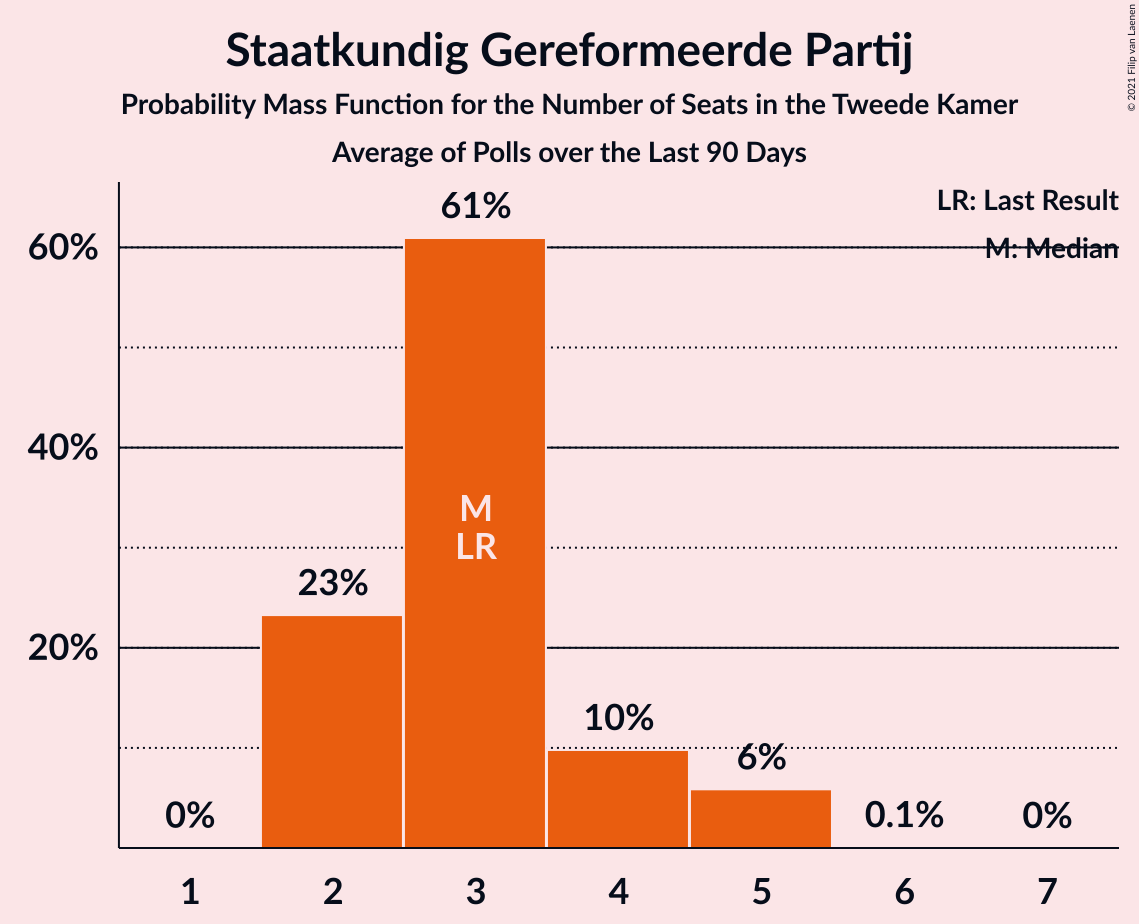 Staatkundig Gereformeerde Partij
Probability Mass Function for the Number of Seats in the Tweede Kamer
Average of Polls over the Last 90 Days
© 2021 Filip van Laenen
LR: Last Result
M: Median
60%
40%
20%
61%
M
LR
23%
10%
6%
0%
0.1%
0%
1 2 3 4 5 6 7